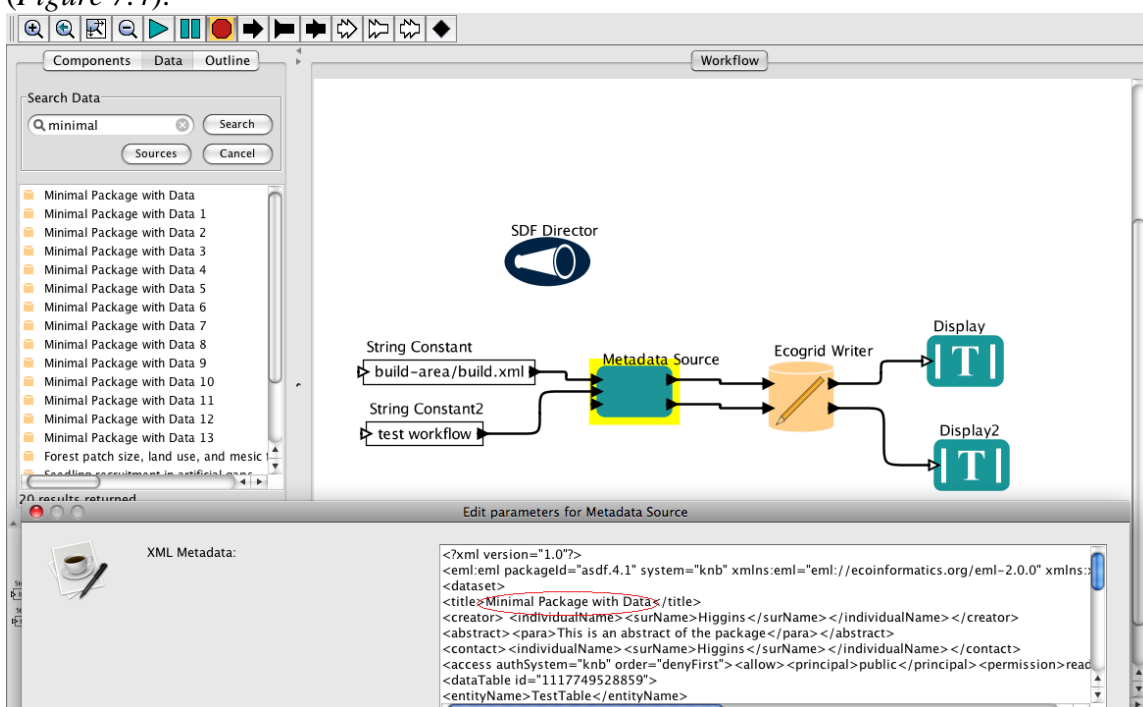 (Figure 7.4).
Components Data Outline
Workflow
Search Data
minimal Search
Sources Cancel
Minimal Package with Data
Minimal Package with Data 1
Minimal Package with Data 2
Minimal Package with Data 3
Minimal Package with Data 4
Minimal Package with Data 5
Minimal Package with Data 6
Minimal Package with Data 7
Minimal Package with Data 8
Minimal Package with Data 9
Minimal Package with Data 10
Minimal Package with Data 11
Minimal Package with Data 12
Minimal Package with Data 13
Forest patch size, land use, and mesic
Seedling recruitment in artificial gaps
20 results returned
SDF Director
String Constant
build-area/build.xml
String Constant2
test workflow
Metadata Source
Ecogrid Writer
Display
T
Display2
T
Edit parameters for Metadata Source
XML Metadata:
<?xml version="1.0"?>
<eml:eml packageId="asdf.4.1" system="knb" xmlns:eml="eml://ecoinformatics.org/eml-2.0.0" xmlns:
<dataset>
<title>Minimal Package with Data</title>
<creator> <individualName><surName>Higgins</surName></individualName></creator>
<abstract><para>This is an abstract of the package</para></abstract>
<contact><individualName><surName>Higgins</surName></individualName></contact>
<access authSystem="knb" order="denyFirst"><allow><principal>public</principal><permission>read
<dataTable id="1117749528859">
<entityName>TestTable</entityName>